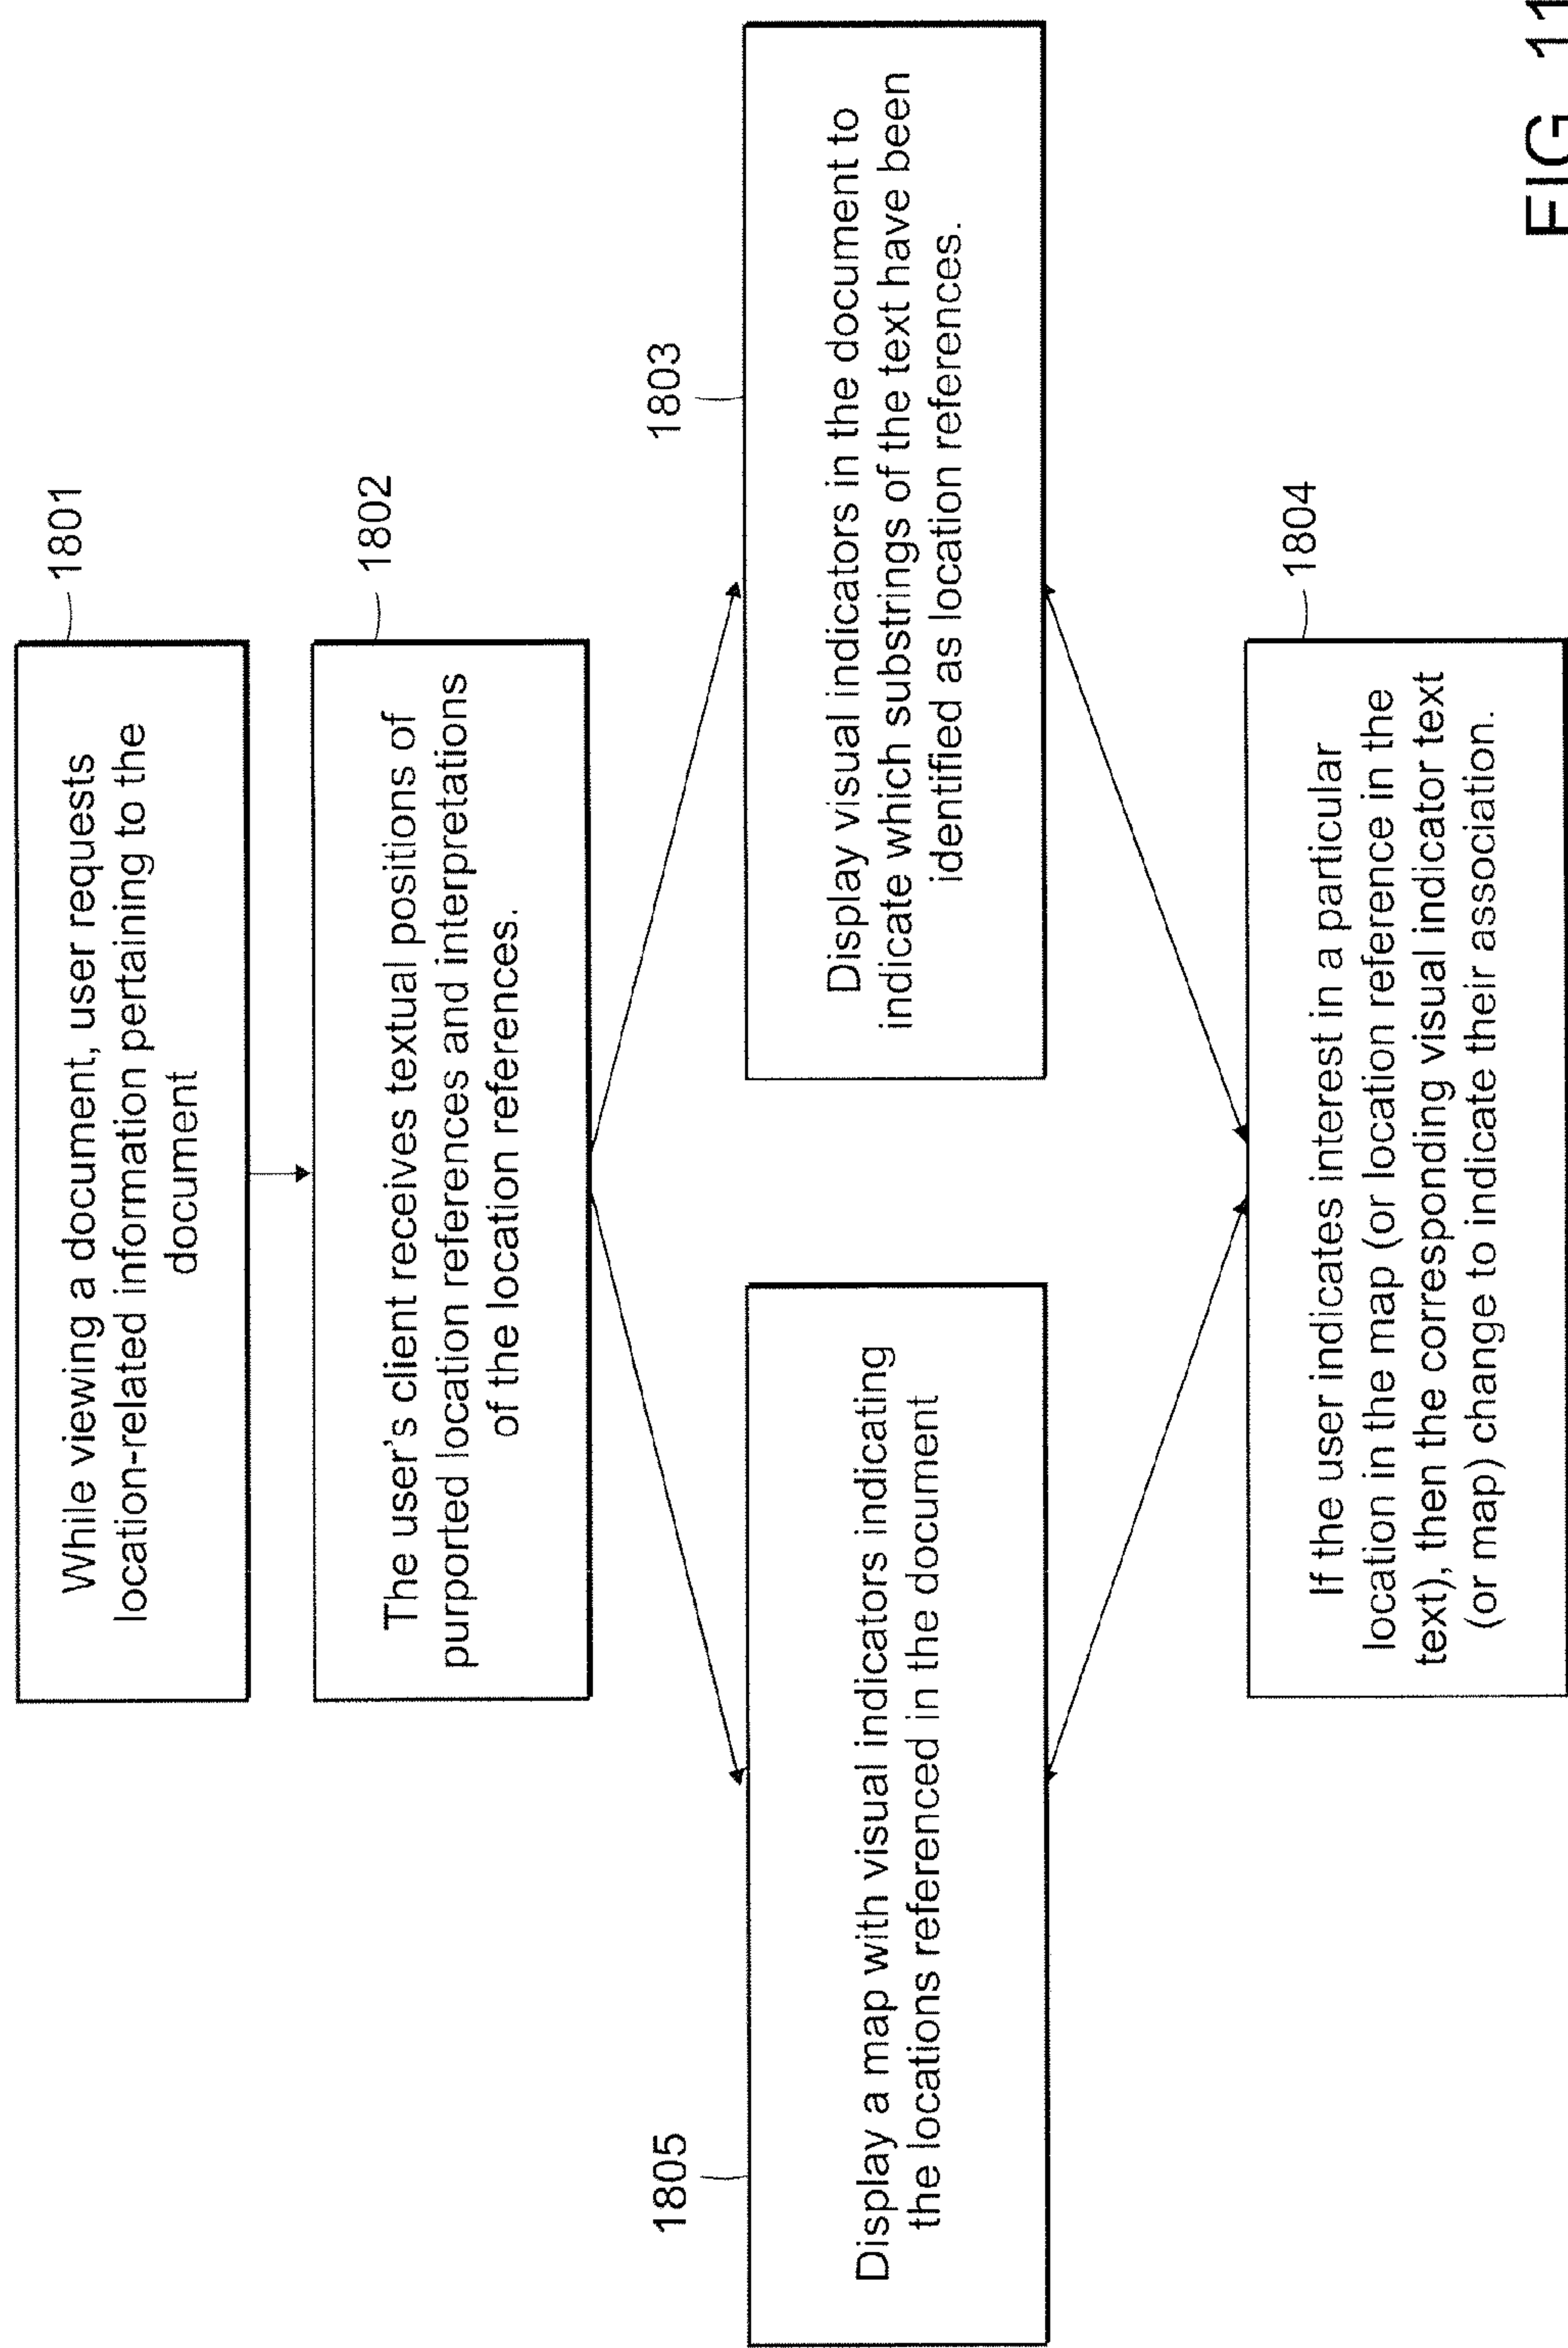 1801
While viewing a document, user requests
location-related information pertaining to the
document
1802
The user's client receives textual positions of
purported location references and interpretations
of the location references.
1805
Display a map with visual indicators indicating
the locations referenced in the document
1803
Display visual indicators in the document to
indicate which substrings of the text have been
identified as location references.
1804
If the user indicates interest in a particular
location in the map (or location reference in the
text), then the corresponding visual indicator text
(or map) change to indicate their association.
FIG. 11